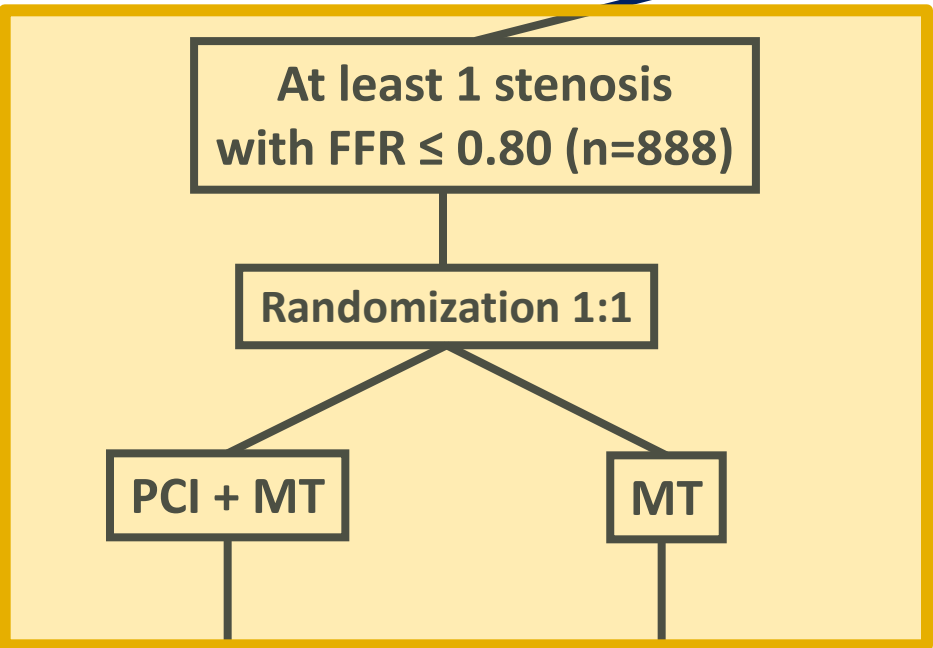 At least 1 stenosis
with FFR ≤ 0.80 (n=888)
Randomization 1:1
PCI + MT
MT